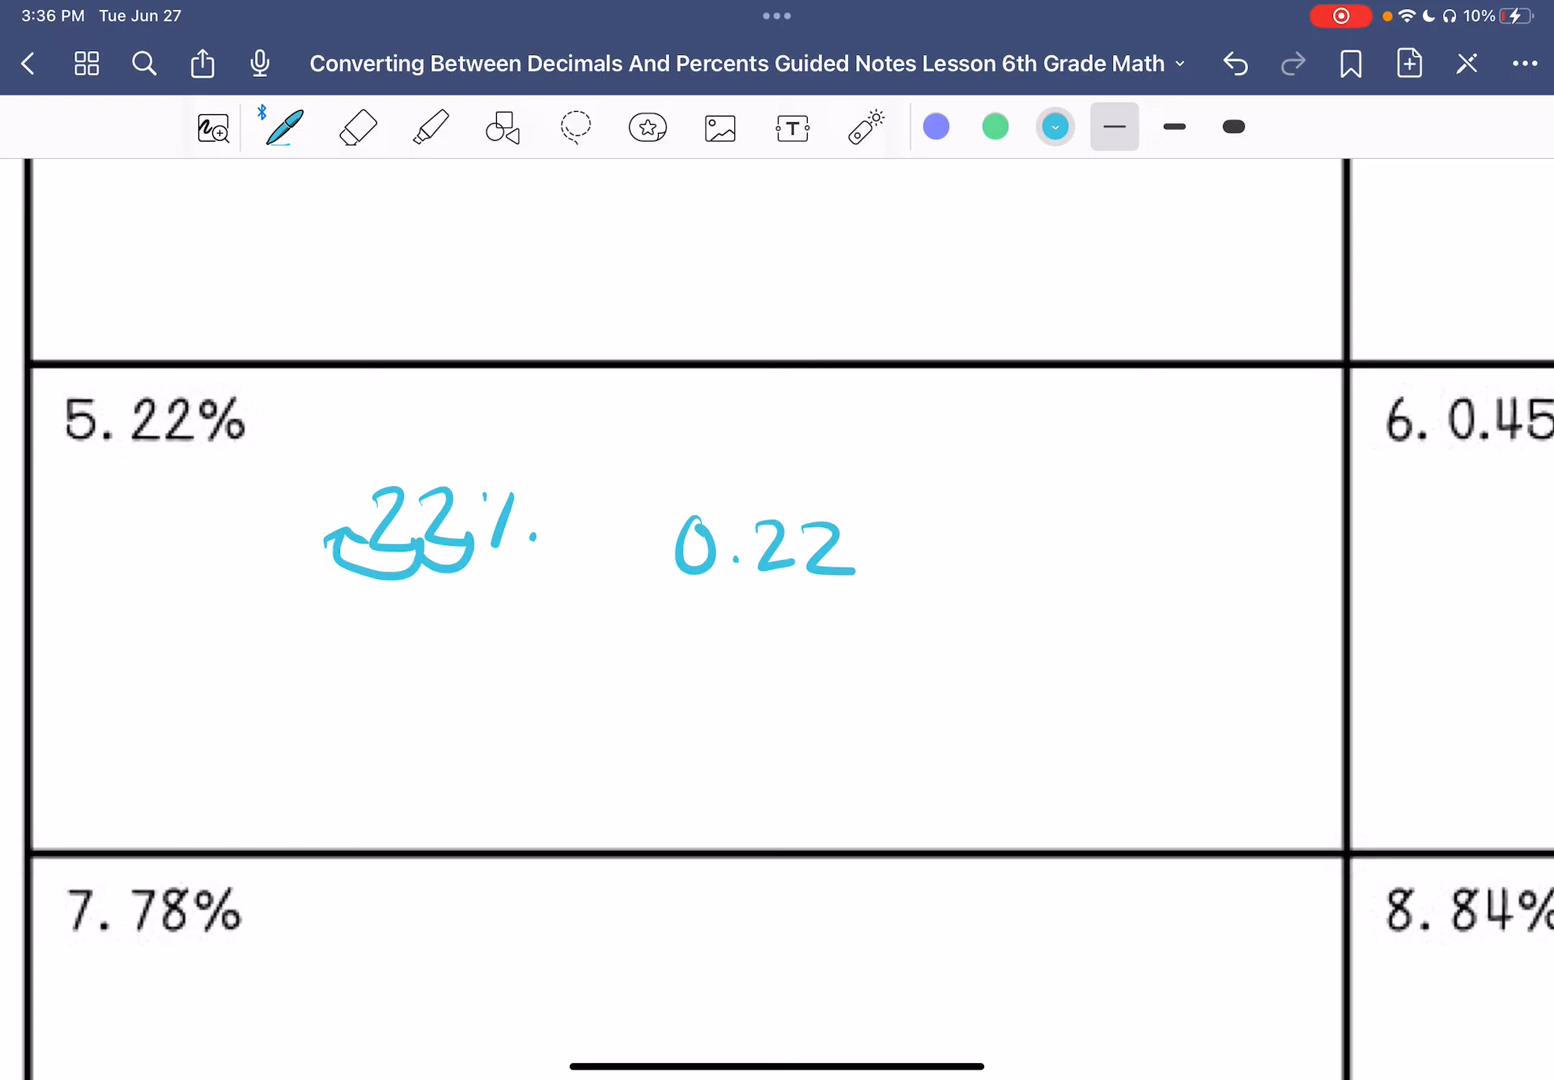 3:36 PM Tue Jun 27
10%
Converting Between Decimals And Percents Guided Notes Lesson 6th Grade Math
T
5. 22%
6. 0.45
22%
0.22
7. 78%
8. 84%